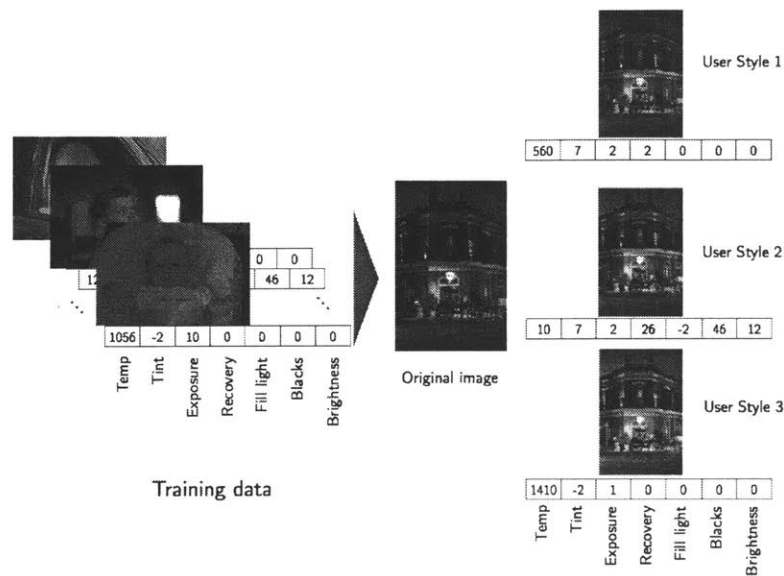 User Style 1
560 7 2 2 0 0 0
User Style 2
10 7 2 26 -2 46 12
User Style 3
1410 -2 1 0 0 0 0
Temp
Tint
Exposure
Recovery
Fill light
Blacks
Brightness
Original image
0 0
12 46 12
1056 -2 10 0 0 0 0
Temp
Tint
Exposure
Recovery
Fill light
Blacks
Brightness
Training data